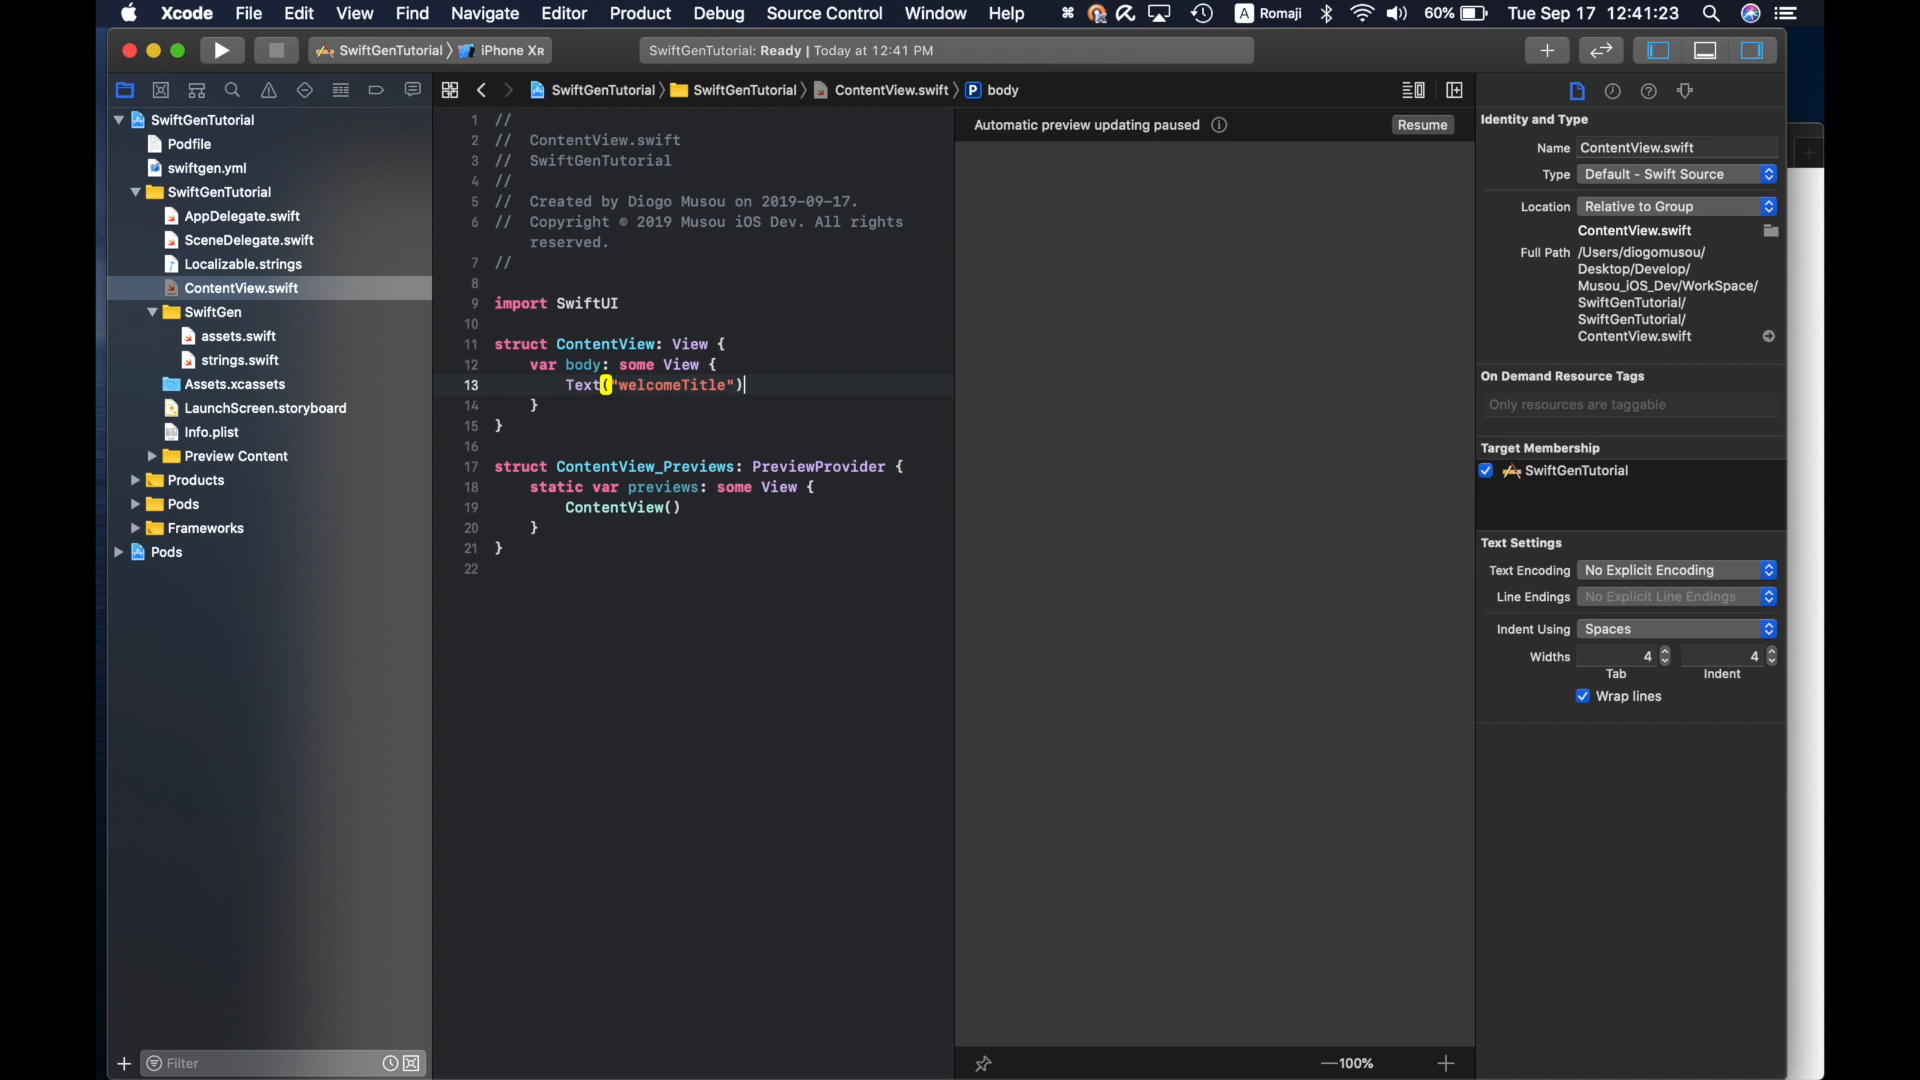 Xcode File Edit View Find Navigate Editor Product Debug Source Control Window Help A Romaji 60% Tue Sep 17 12:41:23
SwiftGenTutorial iPhone XR SwiftGenTutorial: Ready | Today at 12:41 PM
SwiftGenTutorial SwiftGenTutorial ContentView.swift P body
SwiftGenTutorial
Podfile
swiftgen.yml
SwiftGenTutorial
AppDelegate.swift
SceneDelegate.swift
Localizable.strings
ContentView.swift
SwiftGen
assets.swift
strings.swift
Assets.xcassets
LaunchScreen.storyboard
Info.plist
Preview Content
Products
Pods
Frameworks
Pods
Filter
1 //
2 // ContentView.swift
3 // SwiftGenTutorial
4 //
5 // Created by Diogo Musou on 2019-09-17.
6 // Copyright © 2019 Musou iOS Dev. All rights
reserved.
7 //
8
9 import SwiftUI
10
11 struct ContentView: View {
12 var body: some View {
13 Text("welcomeTitle")
14 }
15 }
16
17 struct ContentView_Previews: PreviewProvider {
18 static var previews: some View {
19 ContentView()
20 }
21 }
22
Automatic preview updating paused Resume
100%
Identity and Type
Name ContentView.swift
Type Default - Swift Source
Location Relative to Group
ContentView.swift
Full Path /Users/diogomusou/
Desktop/Develop/
Musou_iOS_Dev/WorkSpace/
SwiftGenTutorial/
SwiftGenTutorial/
ContentView.swift
On Demand Resource Tags
Only resources are taggable
Target Membership
SwiftGenTutorial
Text Settings
Text Encoding No Explicit Encoding
Line Endings No Explicit Line Endings
Indent Using Spaces
Widths 4 4
Tab Indent
Wrap lines